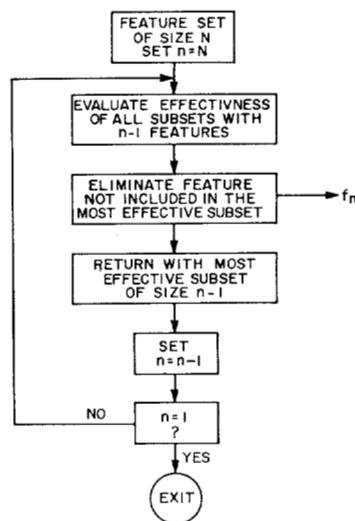 FEATURE SET
OF SIZE N
SET n=N
EVALUATE EFFECTIVNESS
OF ALL SUBSETS WITH
n-1 FEATURES
ELIMINATE FEATURE
NOT INCLUDED IN THE
MOST EFFECTIVE SUBSET
fn
RETURN WITH MOST
EFFECTIVE SUBSET
OF SIZE n-1
SET
n=n-1
NO
n=1
?
YES
EXIT